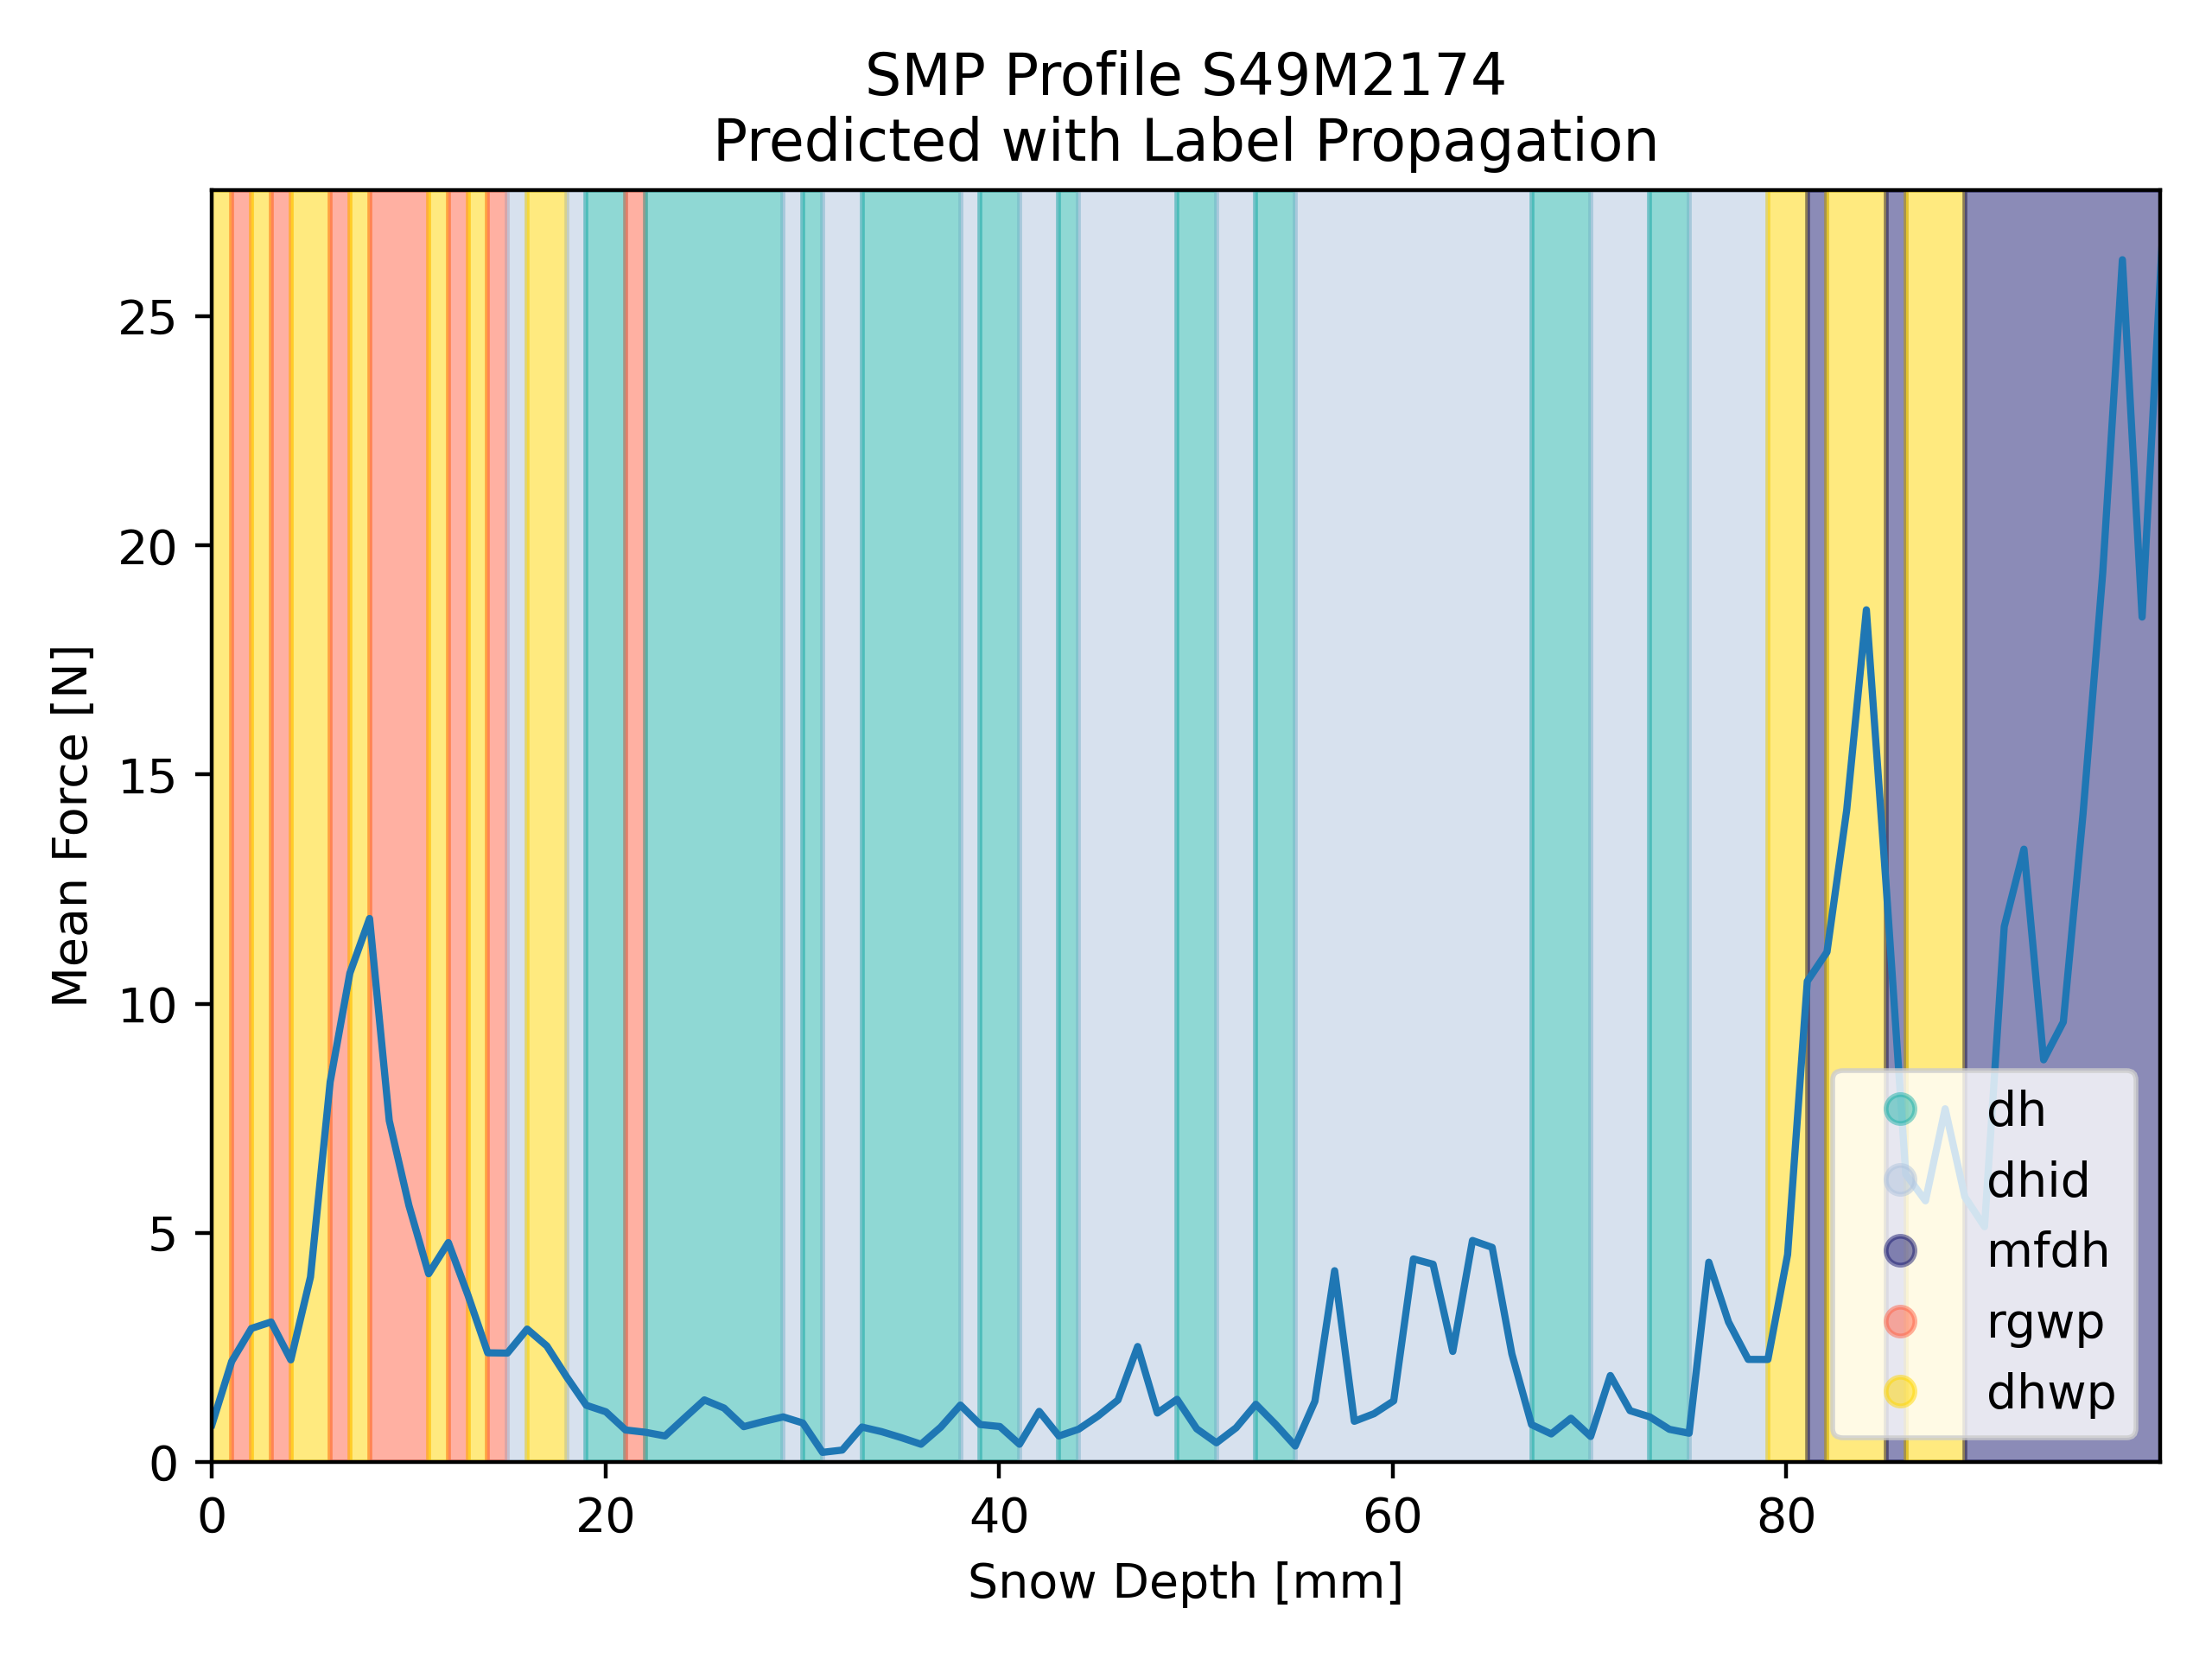 SMP Profile S49M2174
Predicted with Label Propagation
Mean Force [N]
25
20
15
10
5
0
dh
dhid
mfdh
rgwp
dhwp
0 20 40 60 80
Snow Depth [mm]